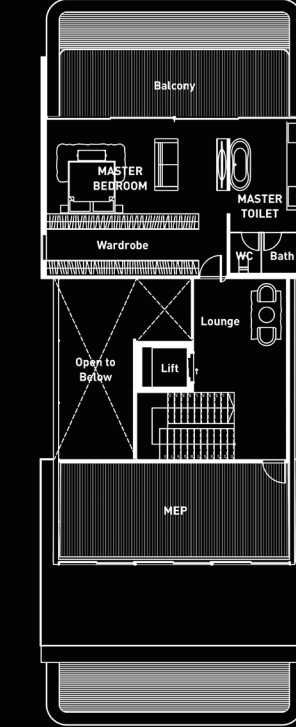 Balcony
MASTER
BEDROOM
MASTER
TOILET
Wardrobe
WC
Bath
Lounge
Open to
Below
Lift
MEP